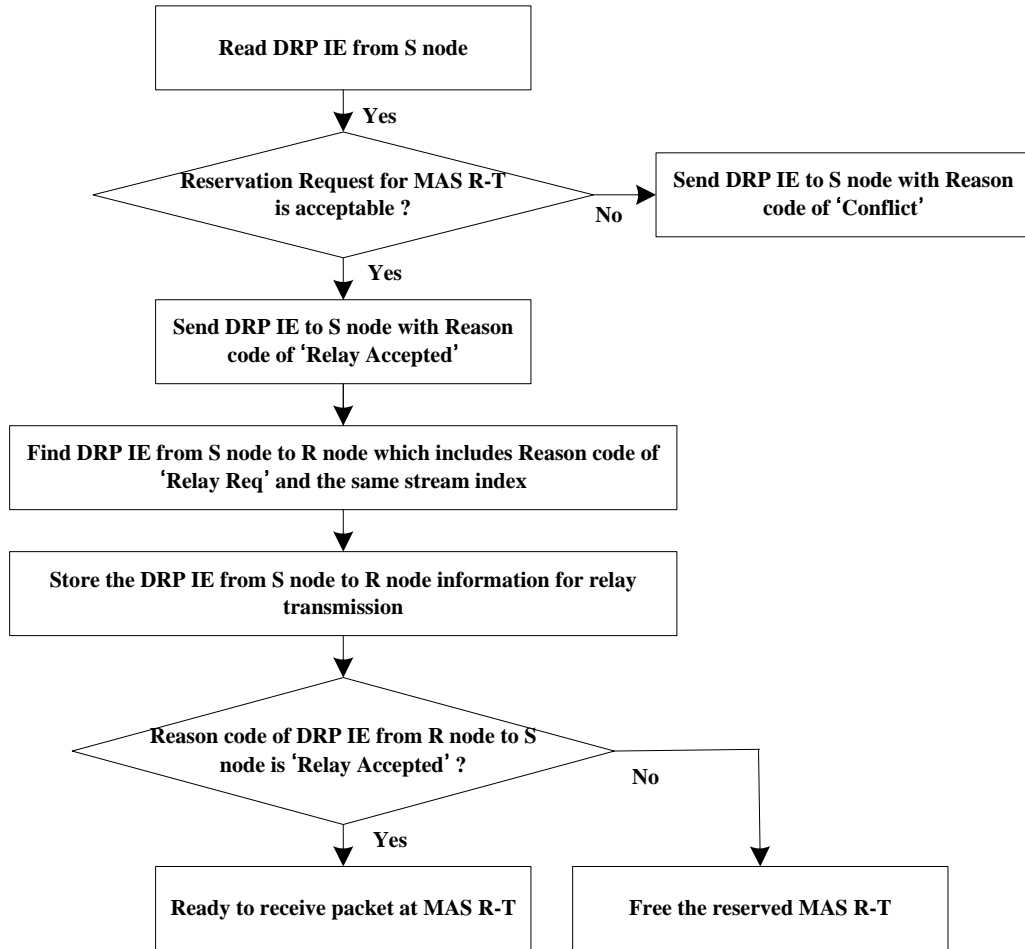 Read DRP IE from S node
Yes
Reservation Request for MAS R-T
is acceptable ?
No
Send DRP IE to S node with Reason
code of ‘Conflict’
Yes
Send DRP IE to S node with Reason
code of ‘Relay Accepted’
Find DRP IE from S node to R node which includes Reason code of
‘Relay Req’ and the same stream index
Store the DRP IE from S node to R node information for relay
transmission
Reason code of DRP IE from R node to S
node is ‘Relay Accepted’ ?
No
Yes
Ready to receive packet at MAS R-T
Free the reserved MAS R-T